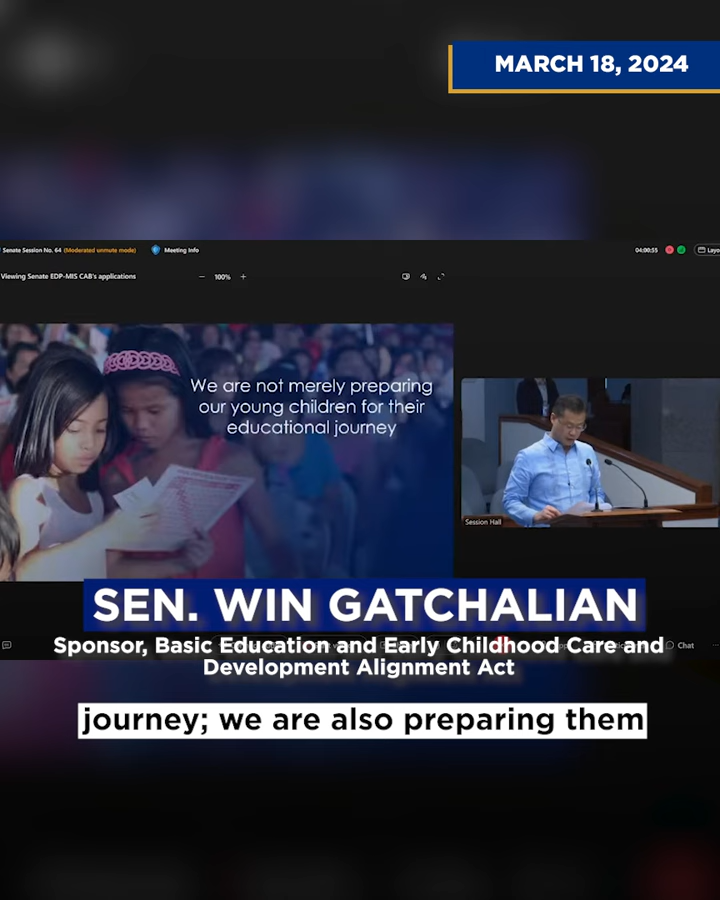 MARCH 18, 2024
Senate Session No. 64 (Moderated unmute mode)
Meeting Info
04:00:55
Layo
Viewing Senate EDP-MIS CAB's applications
— 100% +
We are not merely preparing
our young children for their
educational journey
Session Hall
SEN. WIN GATCHALIAN
Sponsor, Basic Education and Early Childhood Care and
Development Alignment Act
Chat
journey; we are also preparing them